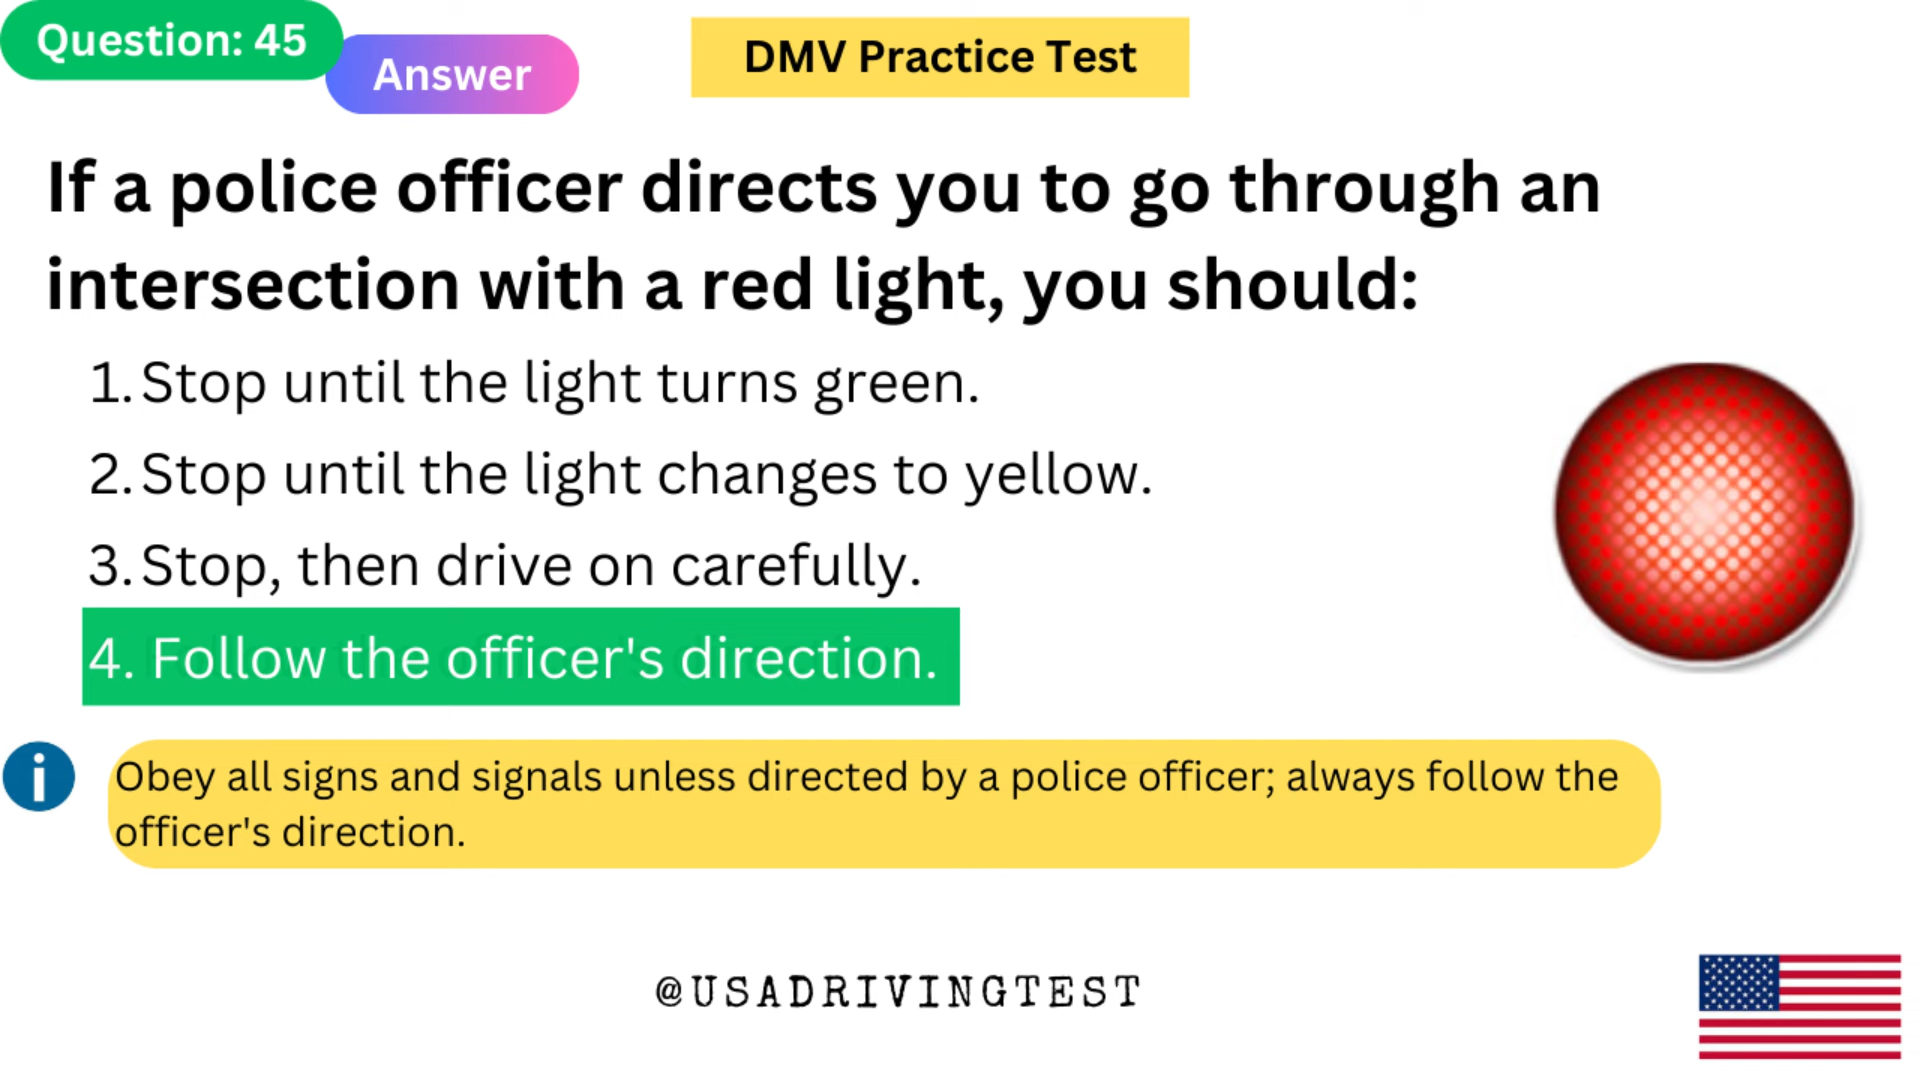 Question: 45
Answer
DMV Practice Test
If a police officer directs you to go through an
intersection with a red light, you should:
1. Stop until the light turns green.
2. Stop until the light changes to yellow.
3. Stop, then drive on carefully.
4. Follow the officer's direction.
i
Obey all signs and signals unless directed by a police officer; always follow the
officer's direction.
@USADRIVINGTEST